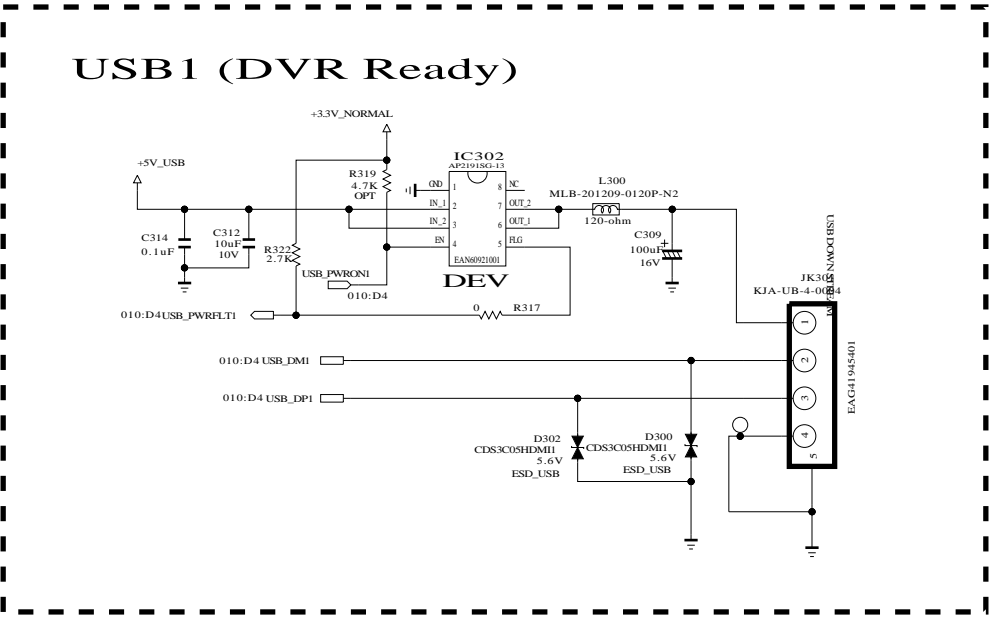 USB1 (DVR Ready)
+3.3V_NORMAL
+5V_USB
IC302
AP2191SG-13
R319
4.7K
OPT
GND
1
8
NC
IN_1
2
7
OUT_2
IN_2
3
6
OUT_1
EN
4
5
FLG
EAN60921001
DEV
L300
MLB-201209-0120P-N2
120-ohm
C314
0.1uF
C312
10uF
10V
R322
2.7K
C309
+
100uF
16V
USB_PWRON1
010:D4
USB DOWN STREAM
KJA-UB-4-0004
010:D4 USB_PWRFLT1
0
R317
1
010:D4 USB_DM1
2
010:D4 USB_DP1
3
EAG41945401
4
5
D302
CDS3C05HDMI1
5.6V
ESD_USB
D300
CDS3C05HDMI1
5.6V
ESD_USB